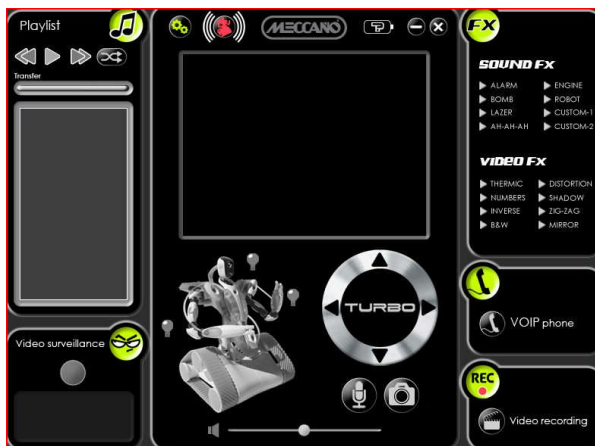 Playlist
Transfer
MECCANO
FX
SOUND FX
ALARM
BOMB
LAZER
AH-AH-AH
ENGINE
ROBOT
CUSTOM-1
CUSTOM-2
VIDEO FX
THERMIC
NUMBERS
INVERSE
B&W
DISTORTION
SHADOW
ZIG-ZAG
MIRROR
TURBO
VOIP phone
Video surveillance
REC
Video recording